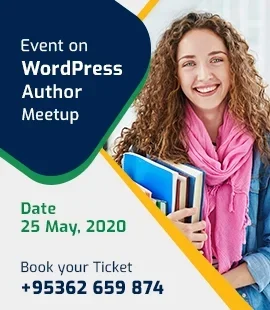 Event on
WordPress
Author
Meetup
Date
25 May, 2020
Book your Ticket
+95362 659 874